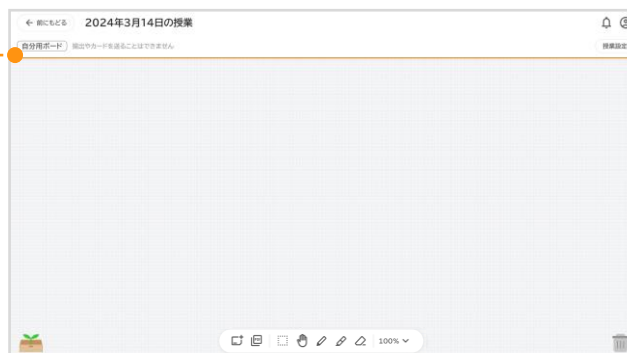 ← 前にもどる 2024年3月14日の授業
自分用ボード 提出やカードを送ることはできません 授業設定
100%